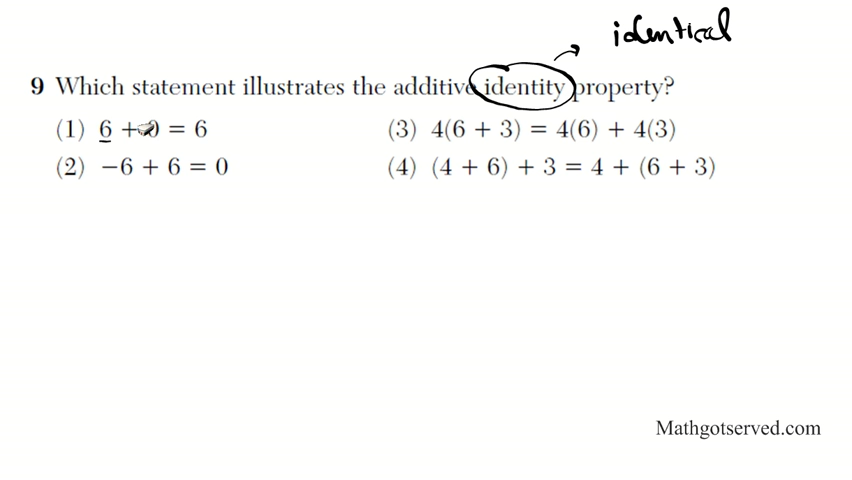 identical
9 Which statement illustrates the additive identity property?
(1) 6 + 0 = 6
(3) 4(6 + 3) = 4(6) + 4(3)
(2) −6 + 6 = 0
(4) (4 + 6) + 3 = 4 + (6 + 3)
Mathgotserved.com